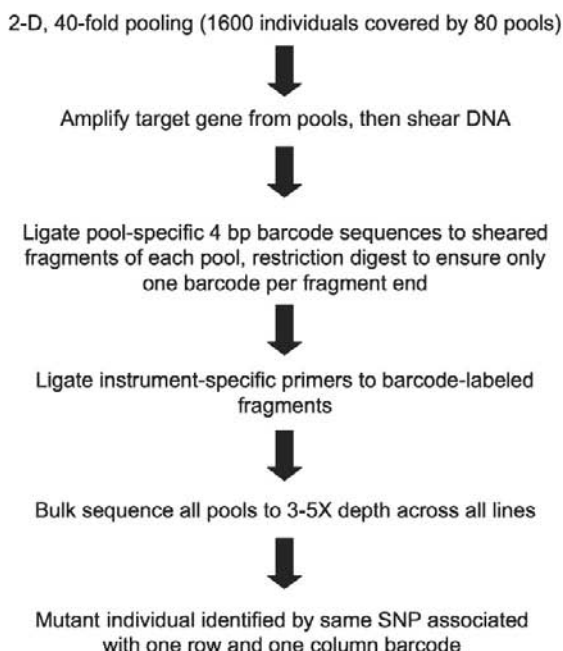 2-D, 40-fold pooling (1600 individuals covered by 80 pools)
Amplify target gene from pools, then shear DNA
Ligate pool-specific 4 bp barcode sequences to sheared
fragments of each pool, restriction digest to ensure only
one barcode per fragment end
Ligate instrument-specific primers to barcode-labeled
fragments
Bulk sequence all pools to 3-5X depth across all lines
Mutant individual identified by same SNP associated
with one row and one column barcode